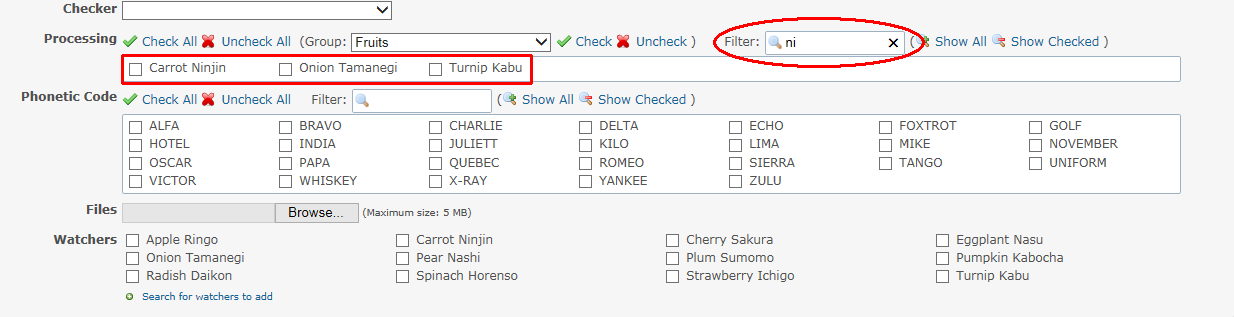 Checker
Processing Check All Uncheck All (Group: Fruits Check Uncheck ) Filter: ni ( Show All Show Checked )
Carrot Ninjin Onion Tamanegi Turnip Kabu
Phonetic Code Check All Uncheck All Filter: ( Show All Show Checked )
ALFA BRAVO CHARLIE DELTA ECHO FOXTROT GOLF
HOTEL INDIA JULIETT KILO LIMA MIKE NOVEMBER
OSCAR PAPA QUEBEC ROMEO SIERRA TANGO UNIFORM
VICTOR WHISKEY X-RAY YANKEE ZULU
Files Browse... (Maximum size: 5 MB)
Watchers Apple Ringo Carrot Ninjin Cherry Sakura Eggplant Nasu
Onion Tamanegi Pear Nashi Plum Sumomo Pumpkin Kabocha
Radish Daikon Spinach Horenso Strawberry Ichigo Turnip Kabu
Search for watchers to add